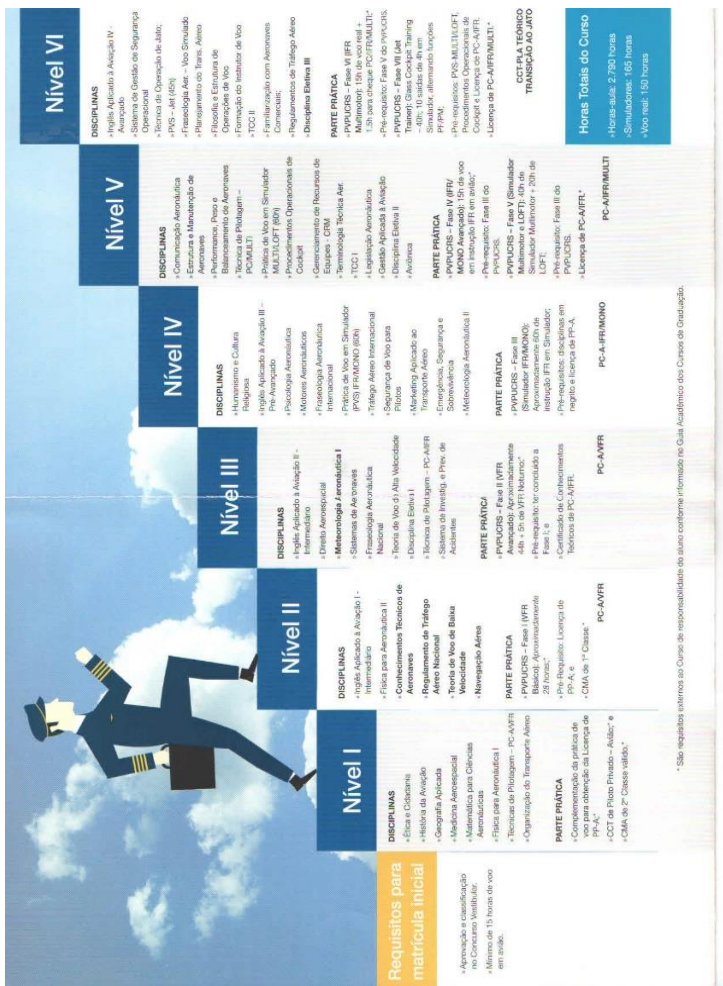 Requisitos para
matrícula inicial
» Aprovação e classificação
no Concurso Vestibular.
» Mínimo de 15 horas de voo
em avião.
Nível I
DISCIPLINAS
» Ética e Cidadania
» História da Aviação
» Geografia Aplicada
» Medicina Aeroespacial
» Matemática para Ciências
Aeronáuticas
» Física para Aeronáutica I
» Técnicas de Pilotagem – PC-A/VFR
» Organização do Transporte Aéreo
PARTE PRÁTICA
» Complementação da prática de
voo para obtenção da Licença de
PP-A;*
» CCT de Piloto Privado – Avião;* e
» CMA de 2ª Classe válido.*
Nível II
DISCIPLINAS
» Inglês Aplicado à Aviação I -
Intermediário
» Física para Aeronáutica II
» Conhecimentos Técnicos de
Aeronaves
» Regulamento de Tráfego
Aéreo Nacional
» Teoria de Voo de Baixa
Velocidade
» Navegação Aérea
PARTE PRÁTICA
» PVPUCRS – Fase I (VFR
Básico): Aproximadamente
28 horas;*
» Pré-Requisito: Licença de
PP-A; e
» CMA de 1ª Classe.*
PC-A/VFR
Nível III
DISCIPLINAS
» Inglês Aplicado à Aviação II -
Intermediário
» Direito Aeroespacial
» Meteorologia Aeronáutica I
» Sistemas de Aeronaves
» Fraseologia Aeronáutica
Nacional
» Teoria de Voo de Alta Velocidade
» Disciplina Eletiva I
» Técnica de Pilotagem – PC-A/IFR
» Sistema de Investig. e Prev. de
Acidentes
PARTE PRÁTICA
» PVPUCRS – Fase II (VFR
Avançado): Aproximadamente
44h + 5h de VFR Noturno;*
» Pré-requisito: ter concluído a
Fase I; e
» Certificado de Conhecimentos
Teóricos de PC-A/IFR.
PC-A/VFR
Nível IV
DISCIPLINAS
» Humanismo e Cultura
Religiosa
» Inglês Aplicado à Aviação III –
Pré-Avançado
» Psicologia Aeronáutica
» Motores Aeronáuticos
» Fraseologia Aeronáutica
Internacional
» Prática de Voo em Simulador
(PVS) IFR/MONO (60h)
» Tráfego Aéreo Internacional
» Segurança de Voo para
Pilotos
» Marketing Aplicado ao
Transporte Aéreo
» Emergência, Segurança e
Sobrevivência
» Meteorologia Aeronáutica II
PARTE PRÁTICA
» PVPUCRS – Fase III
(Simulador IFR/MONO):
Aproximadamente 60h de
Instrução IFR em Simulador;
» Pré-requisitos: disciplinas em
negrito e licença de PP-A.
PC-A-IFR/MONO
Nível V
DISCIPLINAS
» Comunicação Aeronáutica
» Estrutura e Manutenção de
Aeronaves
» Performance, Peso e
Balanceamento de Aeronaves
» Técnica de Pilotagem –
PC/MULTI
» Prática de Voo em Simulador
MULTI/LOFT (60h)
» Procedimentos Operacionais de
Cockpit
» Gerenciamento de Recursos de
Equipes - CRM
» Terminologia Técnica Aer.
» TCC I
» Legislação Aeronáutica
» Gestão Aplicada à Aviação
» Disciplina Eletiva II
» Aviônica
PARTE PRÁTICA
» PVPUCRS – Fase IV (IFR/
MONO Avançado): 15h de voo
em instrução IFR em avião;*
» Pré-requisito: Fase III do
PVPUCRS.
» PVPUCRS – Fase V (Simulador
Multimotor e LOFT): 40h de
Simulador Multimotor + 20h de
LOFT;
» Pré-requisito: Fase III do
PVPUCRS.
» Licença de PC-A/IFR.*
PC-A/IFR/MULTI
Nível VI
DISCIPLINAS
» Inglês Aplicado à Aviação IV -
Avançado
» Sistema de Gestão de Segurança
Operacional
» Técnica de Operação de Jato;
» PVS – Jet (45h)
» Fraseologia Aer. – Voo Simulado
» Planejamento do Trans. Aéreo
» Filosofia e Estrutura de
Operações de Voo
» Formação do Instrutor de Voo
» TCC II
» Familiarização com Aeronaves
Comerciais;
» Regulamentos de Tráfego Aéreo
» Disciplina Eletiva III
PARTE PRÁTICA
» PVPUCRS – Fase VI (IFR
Multimotor): 15h de voo real +
1,5h para cheque PC/IFR/MULTI;*
» Pré-requisito: Fase V do PVPUCRS.
» PVPUCRS – Fase VII (Jet
Trainer): Glass Cockpit Training
– 40h; 10 saídas de 4h em
Simulador, alternando funções
PF/PM;
» Pré-requisitos: PVS-MULTI/LOFT,
Procedimentos Operacionais de
Cockpit e Licença de PC-A/IFR.
» Licença de PC-A/IFR/MULTI.*
CCT-PLA TEÓRICO
TRANSIÇÃO AO JATO
Horas Totais do Curso
» Horas-aula: 2.790 horas
» Simuladores: 165 horas
» Voo real: 150 horas
* São requisitos externos ao Curso de responsabilidade do aluno conforme informado no Guia Acadêmico dos Cursos de Graduação.